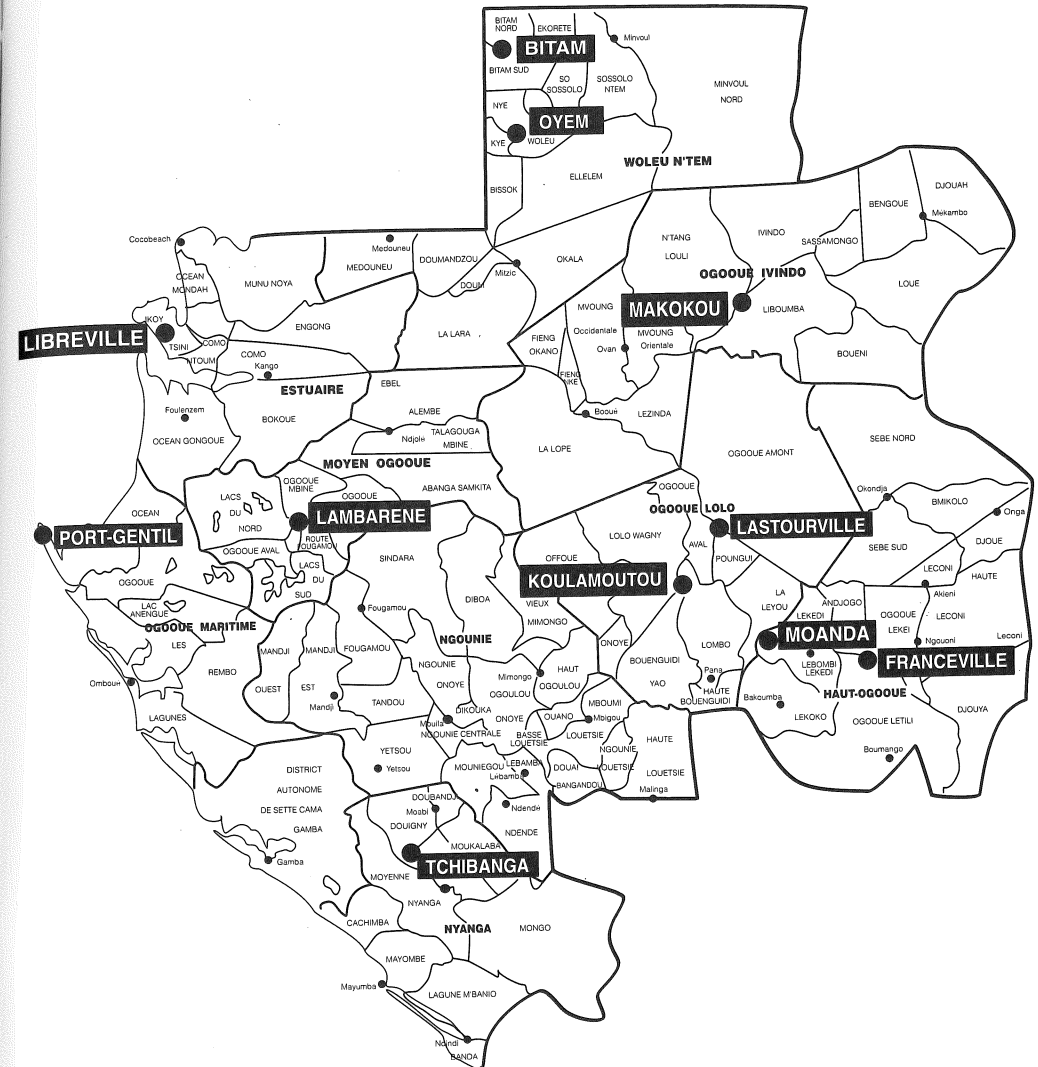 BITAM
NORD
EKORETE
Minvoul
BITAM
BITAM SUD
SO
SOSSOLO
SOSSOLO
NTEM
MINVOUL
NORD
NYE
OYEM
KYE
WOLEU
WOLEU N'TEM
ELLELEM
BISSOK
DJOUAH
BENGOUE
Mékambo
Cocobeach
Medouneu
MEDOUNEU
DOUMANDZOU
Mitzic
DOUM
OKALA
N'TANG
LOULI
IVINDO
SASSAMONGO
OGOOUE IVINDO
LOUE
OCEAN
MONDAH
MUNU NOYA
MAKOKOU
LIBOUMBA
MVOUNG
Occidentale
MVOUNG
Orientale
Ovan
IKOY
LIBREVILLE
TSINI
NTOUM
COMO
COMO
Kango
ENGONG
LA LARA
FIENG
OKANO
FIENG
BOUENI
ESTUAIRE
EBEL
Foulenzem
BOKOUE
ALEMBE
Booué
LEZINDA
OCEAN GONGOUE
Ndjolé
TALAGOUGA
MBINE
LA LOPE
OGOOUE AMONT
SEBE NORD
MOYEN OGOOUE
OGOOUE
MBINE
OGOOUE
ABANGA SAMKITA
LACS
DU
NORD
OCEAN
LAMBARENE
OGOOUE
OGOOUE LOLO
Okondja
BMIKOLO
Onga
PORT-GENTIL
ROUTE
FOUGAMOU
OGOOUE AVAL
LACS
DU
SUD
SINDARA
LOLO WAGNY
AVAL
LASTOURVILLE
POUNGUI
SEBE SUD
DJOUE
OFFOUE
KOULAMOUTOU
LECONI
HAUTE
Akieni
OGOOUE
LAC
ANENGUE
OGOOUE MARITIME
LES
Fougamou
DIBOA
VIEUX
MIMONGO
LA
LEYOU
LEKEDI
ANDJOGO
OGOOUE
LEKEI
LECONI
Leconi
MOANDA
Ngouoni
NGOUNIE
MANDJI
MANDJI
FOUGAMOU
ONOYE
LOMBO
BOUENGUIDI
LEBOMBI
LEKEDI
FRANCEVILLE
REMBO
OUEST
EST
Mandji
NGOUNIE
ONOYE
Mimongo
HAUT
OGOULOU
OGOULOU
YAO
Pana
HAUTE
BOUENGUIDI
Bakoumba
HAUT-OGOOUE
Omboué
LAGUNES
TANDOU
DIKOUKA
Mouila
ONOYE
NGOUNIE CENTRALE
BASSE
LOUETSIE
OUANO
MBOUMI
Mbigou
LOUETSIE
LEKOKO
OGOOUE LETILI
DJOUYA
YETSOU
Yetsou
MOUNIEGOU
LEBAMBA
Lébamba
DOUAI
BANGANDOU
NGOUNIE
LOUETSIE
HAUTE
LOUETSIE
Malinga
Boumango
DISTRICT
AUTONOME
DE SETTE CAMA
GAMBA
Gamba
DOUBANDJI
Moabi
DOUIGNY
Ndendé
NDENDE
MOUKALABA
TCHIBANGA
MOYENNE
NYANGA
CACHIMBA
NYANGA
MONGO
MAYOMBE
Mayumba
LAGUNE M'BANIO
Ndindi
BANDA